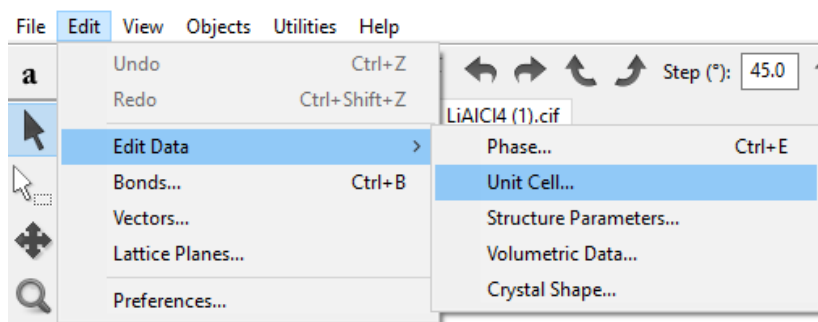 File Edit View Objects Utilities Help
a
Undo Ctrl+Z
Redo Ctrl+Shift+Z
Step (°): 45.0
LiAlCl4 (1).cif
Edit Data >
Bonds... Ctrl+B
Vectors...
Lattice Planes...
Preferences...
Phase... Ctrl+E
Unit Cell...
Structure Parameters...
Volumetric Data...
Crystal Shape...